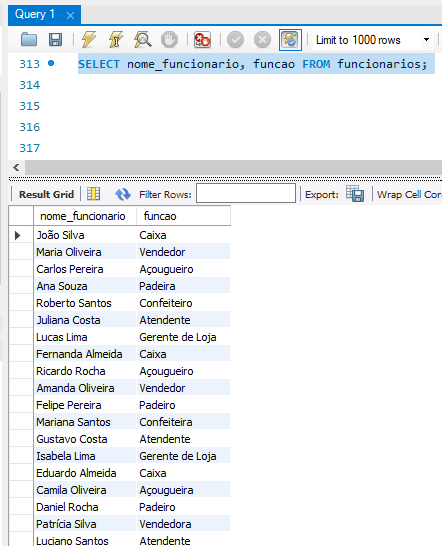 Query 1
Limit to 1000 rows
313 SELECT nome_funcionario, funcao FROM funcionarios;
314
315
316
317
Result Grid Filter Rows: Export: Wrap Cell Con
nome_funcionario funcao
João Silva Caixa
Maria Oliveira Vendedor
Carlos Pereira Açougueiro
Ana Souza Padeira
Roberto Santos Confeiteiro
Juliana Costa Atendente
Lucas Lima Gerente de Loja
Fernanda Almeida Caixa
Ricardo Rocha Açougueiro
Amanda Oliveira Vendedor
Felipe Pereira Padeiro
Mariana Santos Confeiteira
Gustavo Costa Atendente
Isabela Lima Gerente de Loja
Eduardo Almeida Caixa
Camila Oliveira Açougueira
Daniel Rocha Padeiro
Patrícia Silva Vendedora
Luciano Santos Atendente